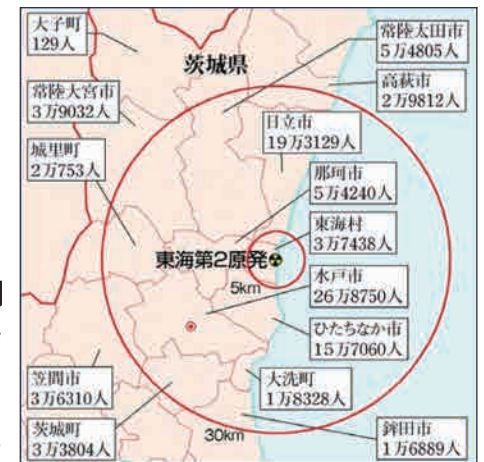 大子町
129人
茨城県
常陸太田市
5万4805人
高萩市
2万9812人
常陸大宮市
3万9032人
日立市
19万3129人
城里町
2万753人
那珂市
5万4240人
東海村
3万7438人
東海第2原発
5km
水戸市
26万8750人
ひたちなか市
15万7060人
笠間市
3万6310人
大洗町
1万8328人
茨城町
3万3804人
30km
鉾田市
1万6889人